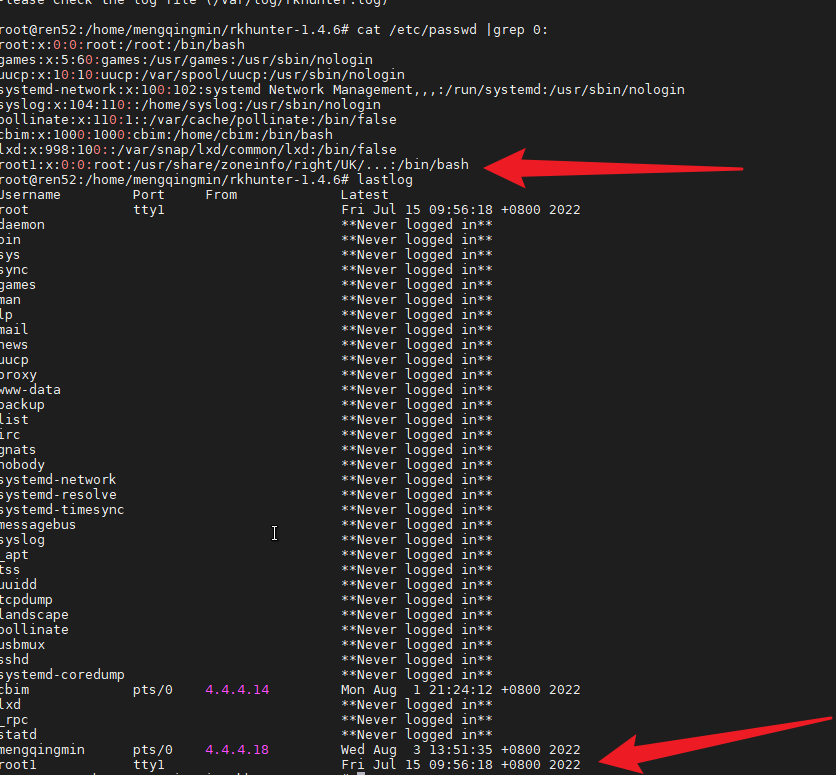 Please check the log file (/var/log/rkhunter.log)
root@ren52:/home/mengqingmin/rkhunter-1.4.6# cat /etc/passwd |grep 0:
root:x:0:0:root:/root:/bin/bash
games:x:5:60:games:/usr/games:/usr/sbin/nologin
uucp:x:10:10:uucp:/var/spool/uucp:/usr/sbin/nologin
systemd-network:x:100:102:systemd Network Management,,,:/run/systemd:/usr/sbin/nologin
syslog:x:104:110::/home/syslog:/usr/sbin/nologin
pollinate:x:110:1::/var/cache/pollinate:/bin/false
cbim:x:1000:1000:cbim:/home/cbim:/bin/bash
lxd:x:998:100::/var/snap/lxd/common/lxd:/bin/false
root1:x:0:0:root:/usr/share/zoneinfo/right/UK/...:/bin/bash
root@ren52:/home/mengqingmin/rkhunter-1.4.6# lastlog
Username Port From Latest
root tty1 Fri Jul 15 09:56:18 +0800 2022
daemon **Never logged in**
bin **Never logged in**
sys **Never logged in**
sync **Never logged in**
games **Never logged in**
man **Never logged in**
lp **Never logged in**
mail **Never logged in**
news **Never logged in**
uucp **Never logged in**
proxy **Never logged in**
www-data **Never logged in**
backup **Never logged in**
list **Never logged in**
irc **Never logged in**
gnats **Never logged in**
nobody **Never logged in**
systemd-network **Never logged in**
systemd-resolve **Never logged in**
systemd-timesync **Never logged in**
messagebus **Never logged in**
syslog **Never logged in**
_apt **Never logged in**
tss **Never logged in**
uuidd **Never logged in**
tcpdump **Never logged in**
landscape **Never logged in**
pollinate **Never logged in**
usbmux **Never logged in**
sshd **Never logged in**
systemd-coredump **Never logged in**
cbim pts/0 4.4.4.14 Mon Aug 1 21:24:12 +0800 2022
lxd **Never logged in**
_rpc **Never logged in**
statd **Never logged in**
mengqingmin pts/0 4.4.4.18 Wed Aug 3 13:51:35 +0800 2022
root1 tty1 Fri Jul 15 09:56:18 +0800 2022